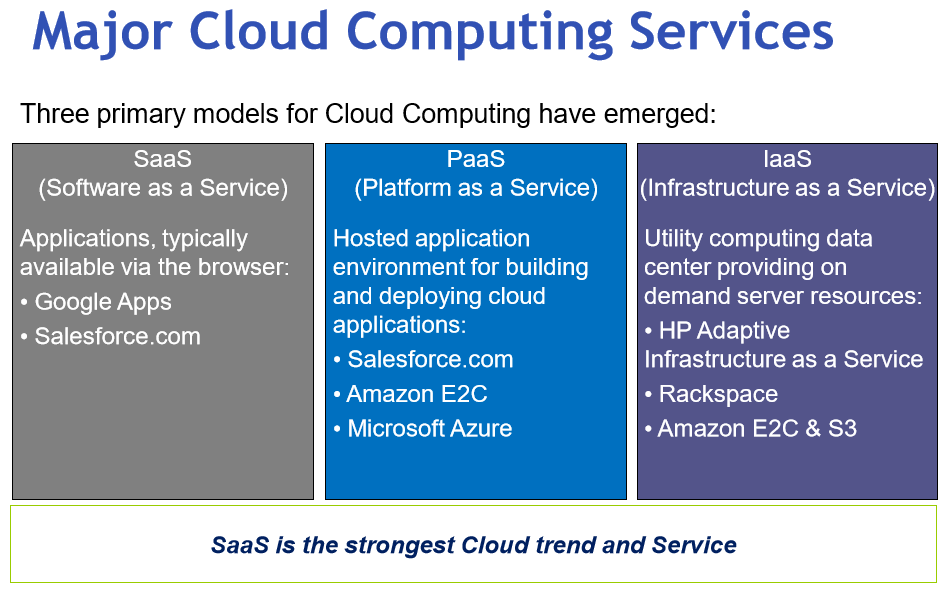 Major Cloud Computing Services
Three primary models for Cloud Computing have emerged:
SaaS
(Software as a Service)
Applications, typically
available via the browser:
• Google Apps
• Salesforce.com
PaaS
(Platform as a Service)
Hosted application
environment for building
and deploying cloud
applications:
• Salesforce.com
• Amazon E2C
• Microsoft Azure
IaaS
(Infrastructure as a Service)
Utility computing data
center providing on
demand server resources:
• HP Adaptive
Infrastructure as a Service
• Rackspace
• Amazon E2C & S3
SaaS is the strongest Cloud trend and Service